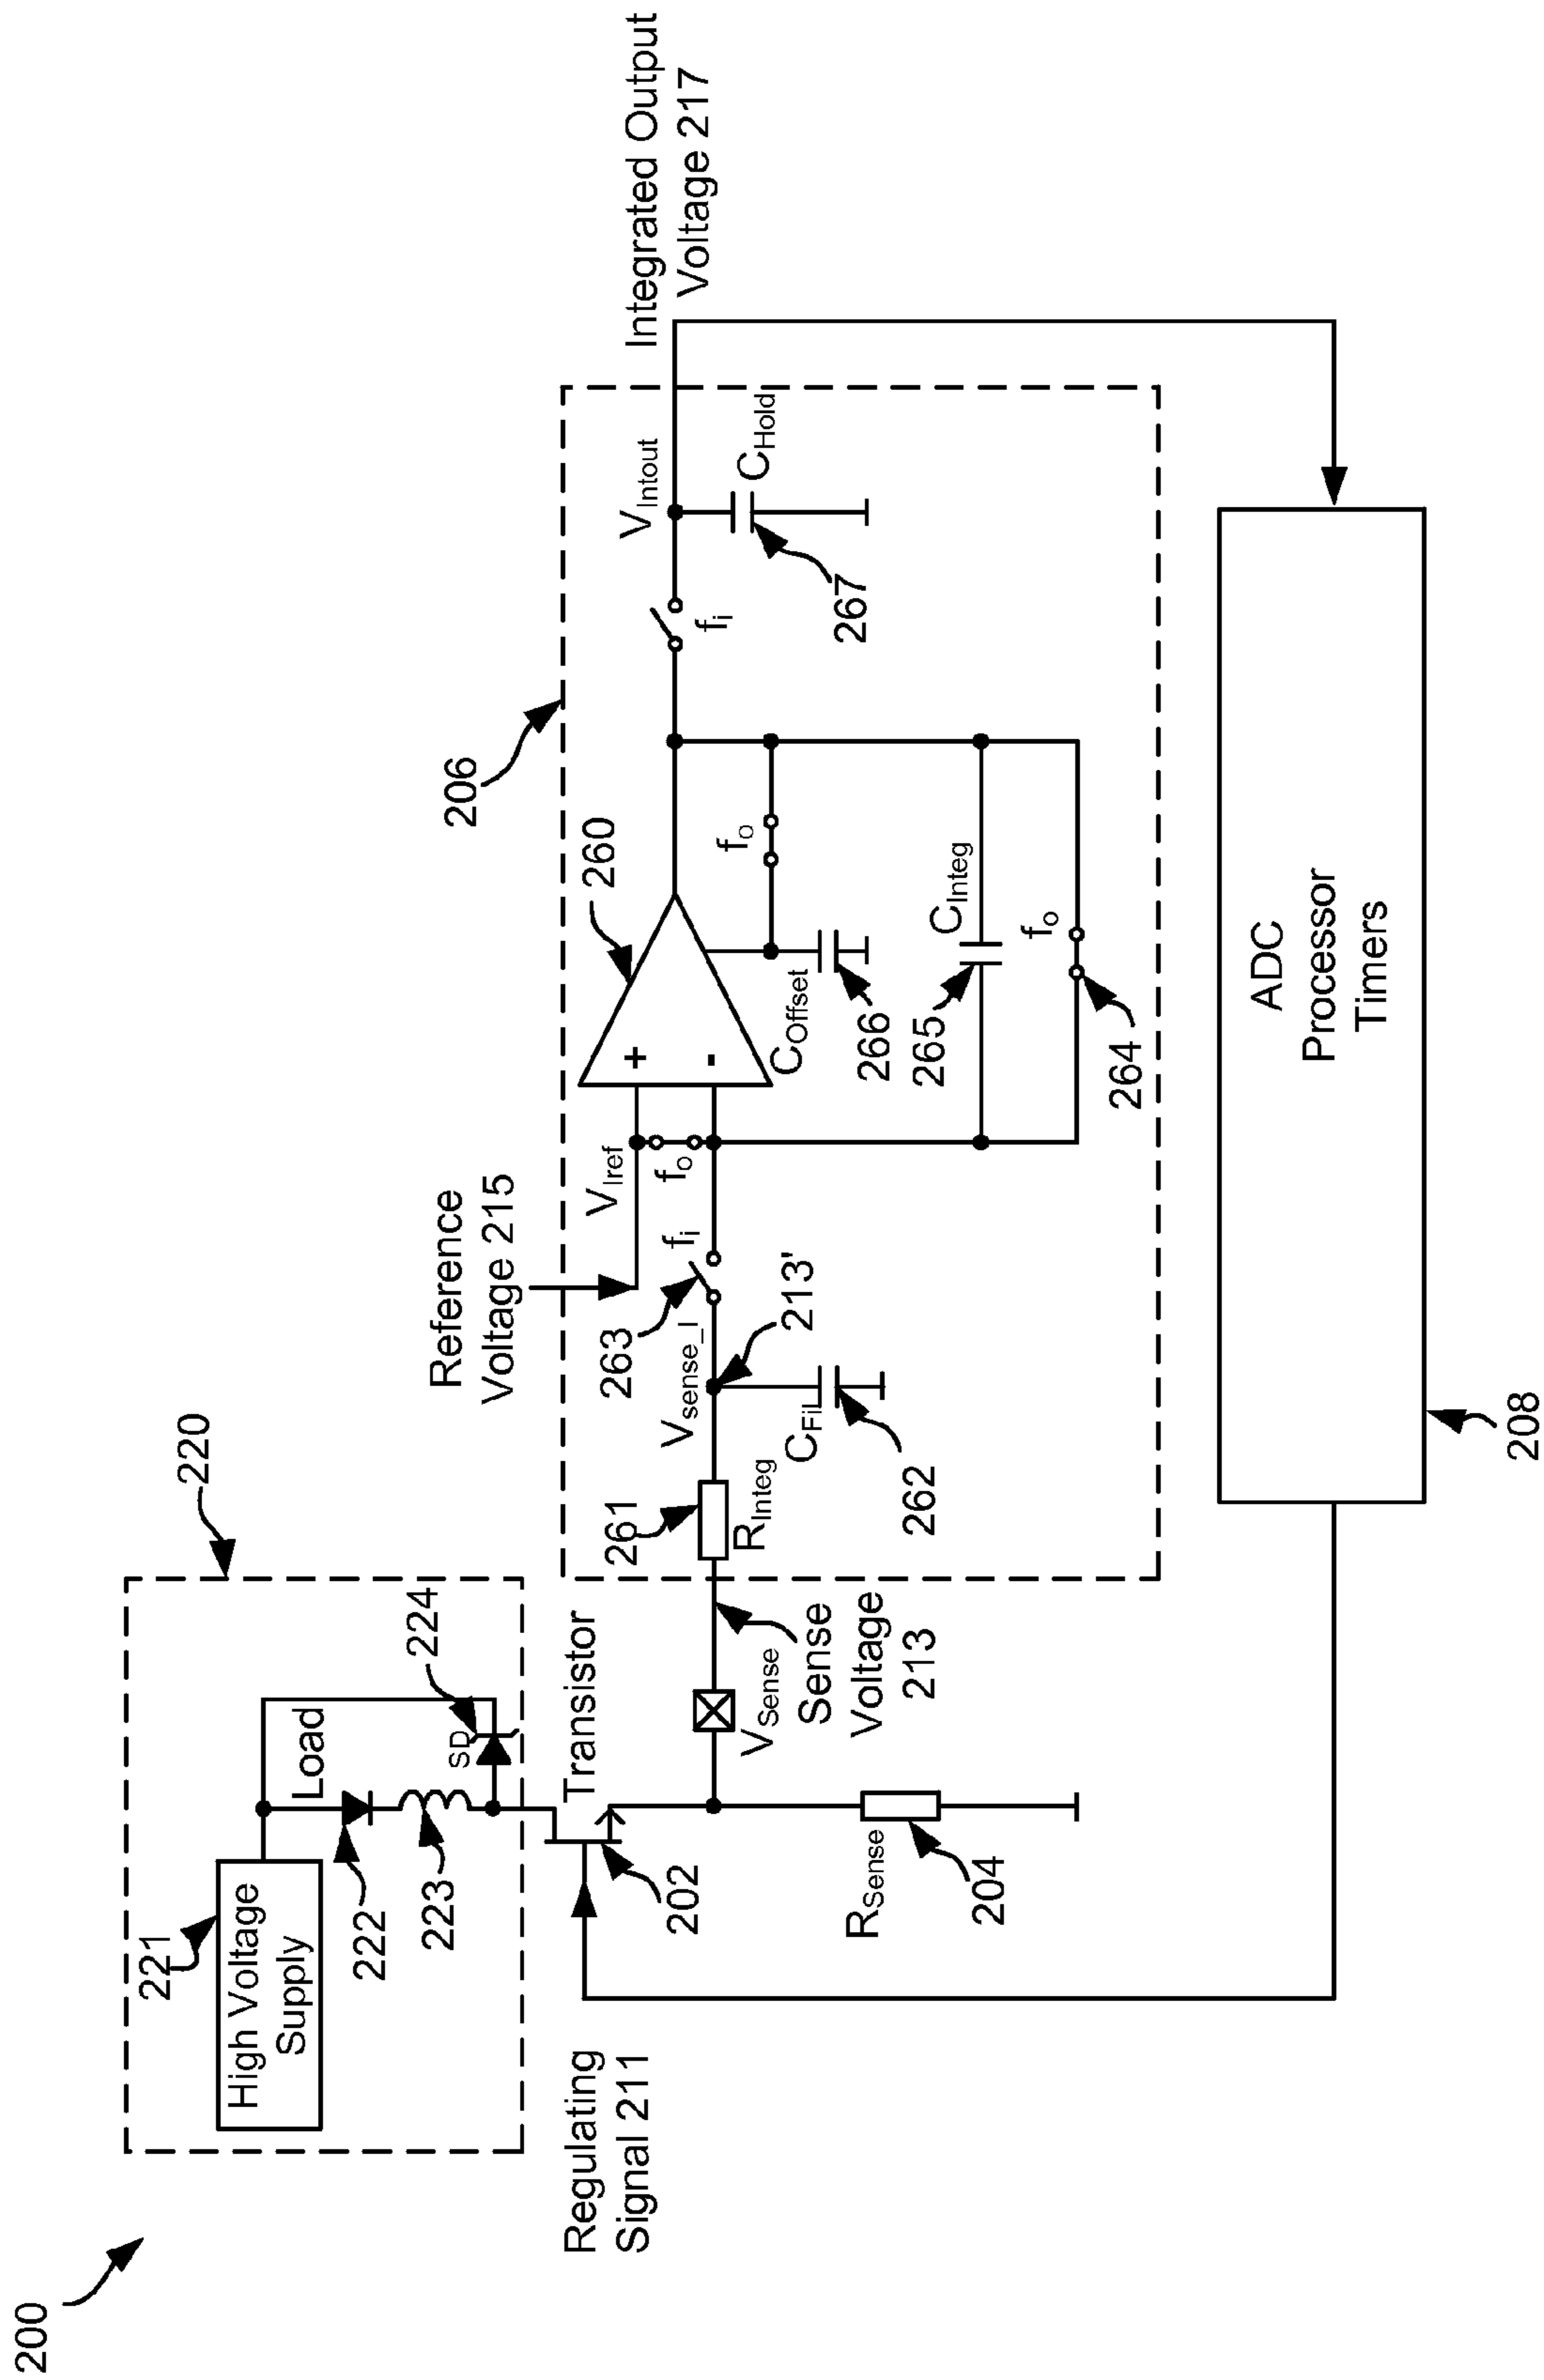 200
220
221
High Voltage
Supply
Load
222
223
224
SD
Regulating
Signal 211
Transistor
202
V_Sense
Sense
Voltage
213
R_Sense
204
206
Reference
Voltage 215
261
R_Integ
V_sense_I
213'
C_FiL
262
263
f_i
V_Iref
f_o
+
-
260
C_Offset
266
f_o
265
C_Integ
f_o
264
f_i
V_Intout
C_Hold
267
Integrated Output
Voltage 217
ADC
Processor
Timers
208